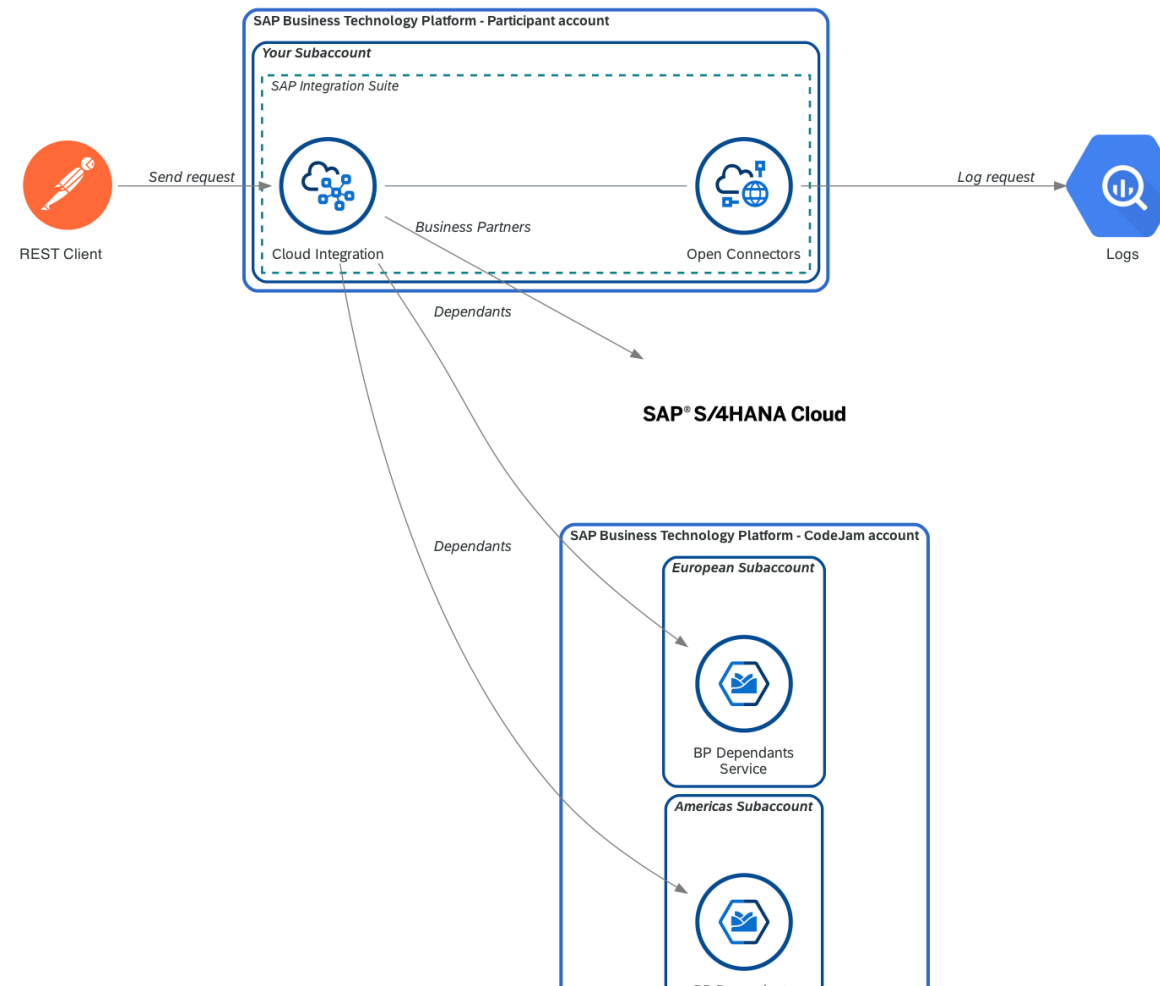 SAP Business Technology Platform - Participant account
Your Subaccount
SAP Integration Suite
Send request
Log request
Business Partners
REST Client
Cloud Integration
Open Connectors
Logs
Dependants
SAP® S/4HANA Cloud
SAP Business Technology Platform - CodeJam account
Dependants
European Subaccount
BP Dependants
Service
Americas Subaccount